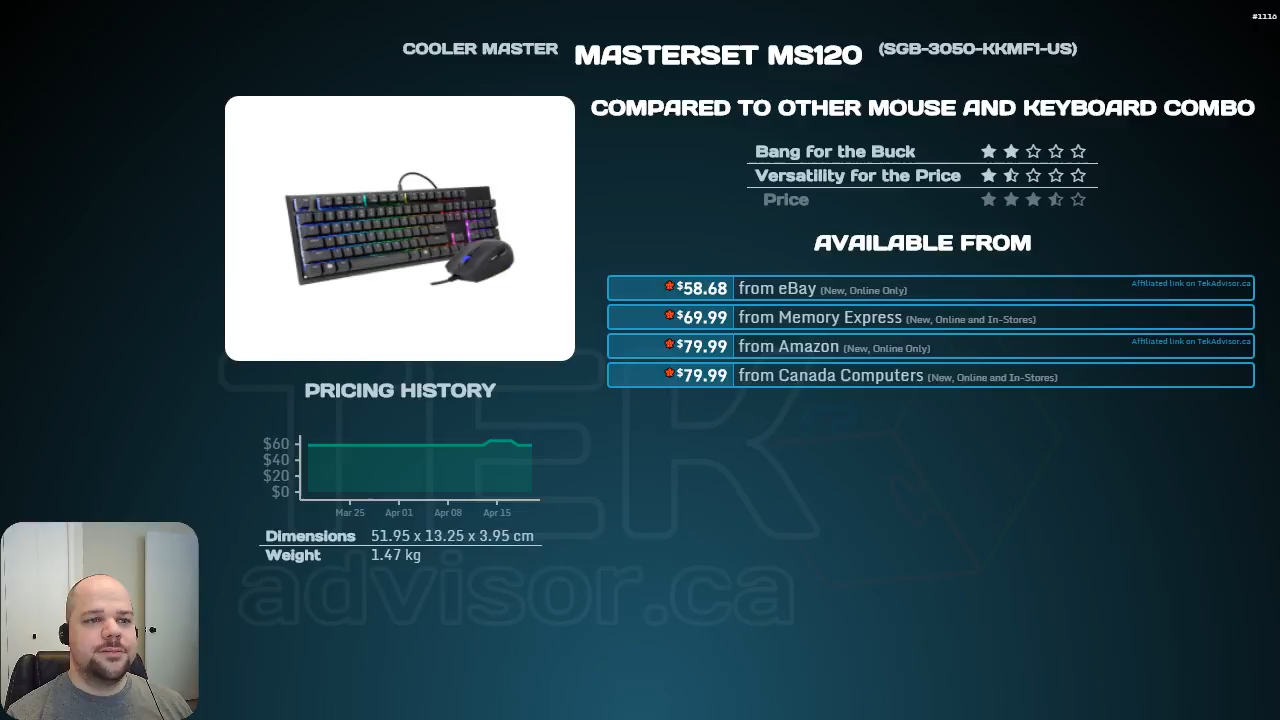 #1116
COOLER MASTER MASTERSET MS120 (SGB-3050-KKMF1-US)
COMPARED TO OTHER MOUSE AND KEYBOARD COMBO
Bang for the Buck
Versatility for the Price
Price
AVAILABLE FROM
$58.68 from eBay (New, Online Only) Affiliated link on TekAdvisor.ca
$69.99 from Memory Express (New, Online and In-Stores)
$79.99 from Amazon (New, Online Only) Affiliated link on TekAdvisor.ca
$79.99 from Canada Computers (New, Online and In-Stores)
PRICING HISTORY
$60
$40
$20
$0
Mar 25 Apr 01 Apr 08 Apr 15
Dimensions 51.95 x 13.25 x 3.95 cm
Weight 1.47 kg
TEK
advisor.ca